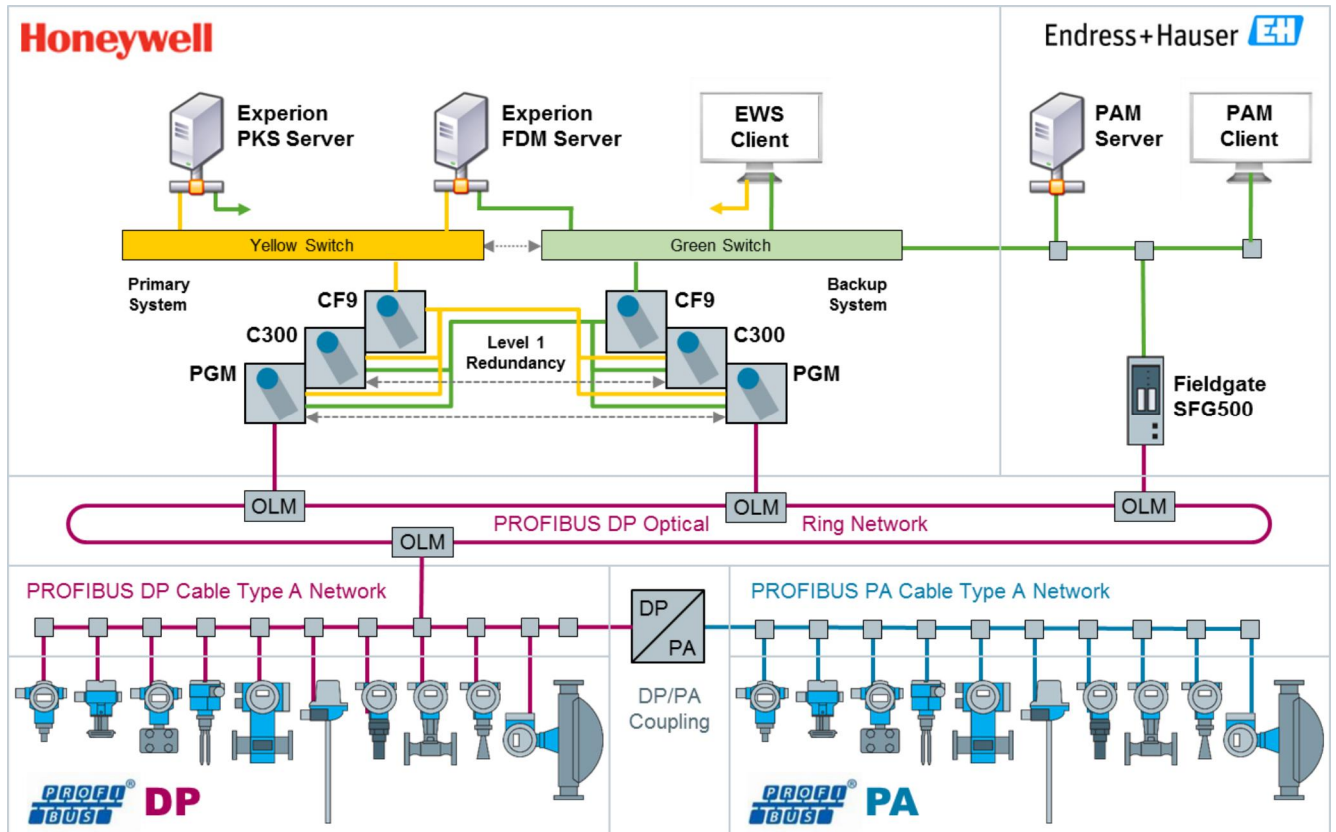 Honeywell
Endress+Hauser EH
Experion
PKS Server
Experion
FDM Server
EWS
Client
PAM
Server
PAM
Client
Yellow Switch
Green Switch
Primary
System
CF9
C300
PGM
Level 1
Redundancy
CF9
C300
PGM
Backup
System
Fieldgate
SFG500
OLM
OLM
OLM
PROFIBUS DP Optical Ring Network
OLM
PROFIBUS DP Cable Type A Network
DP
PA
PROFIBUS PA Cable Type A Network
DP/PA
Coupling
PROFI
BUS
® DP
PROFI
BUS
® PA